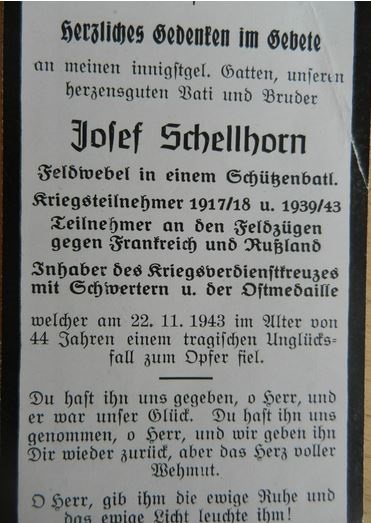 Herzliches Gedenken im Gebete
an meinen innigstgel. Gatten, unseren
herzensguten Vati und Bruder
Josef Schellhorn
Feldwebel in einem Schützenbatl.
Kriegsteilnehmer 1917/18 u. 1939/43
Teilnehmer an den Feldzügen
gegen Frankreich und Rußland
Inhaber des Kriegsverdienstkreuzes
mit Schwertern u. der Ostmedaille
welcher am 22. 11. 1943 im Alter von
44 Jahren einem tragischen Unglücks-
fall zum Opfer fiel.
Du hast ihn uns gegeben, o Herr, und
er war unser Glück. Du hast ihn uns
genommen, o Herr, und wir geben ihn
Dir wieder zurück, aber das Herz voller
Wehmut.
O Herr, gib ihm die ewige Ruhe und
das ewige Licht leuchte ihm!